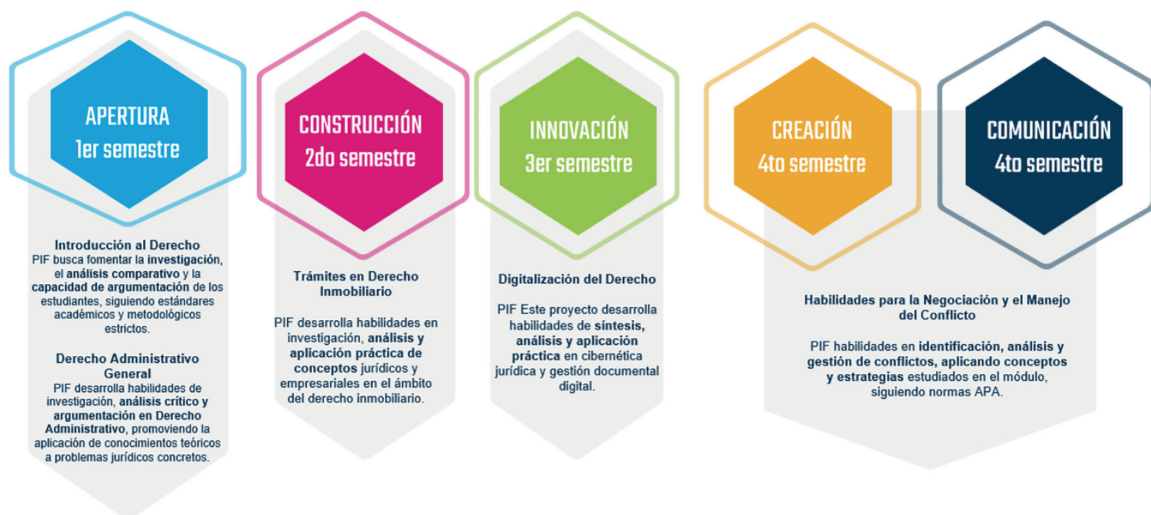 APERTURA
1er semestre
Introducción al Derecho
PIF busca fomentar la investigación,
el análisis comparativo y la
capacidad de argumentación de los
estudiantes, siguiendo estándares
académicos y metodológicos
estrictos.
Derecho Administrativo
General
PIF desarrolla habilidades de
investigación, análisis crítico y
argumentación en Derecho
Administrativo, promoviendo la
aplicación de conocimientos teóricos
a problemas jurídicos concretos.
CONSTRUCCIÓN
2do semestre
Trámites en Derecho
Inmobiliario
PIF desarrolla habilidades en
investigación, análisis y
aplicación práctica de
conceptos jurídicos y
empresariales en el ámbito
del derecho inmobiliario.
INNOVACIÓN
3er semestre
Digitalización del Derecho
PIF Este proyecto desarrolla
habilidades de síntesis,
análisis y aplicación
práctica en cibernética
jurídica y gestión documental
digital.
CREACIÓN
4to semestre
COMUNICACIÓN
4to semestre
Habilidades para la Negociación y el Manejo
del Conflicto
PIF habilidades en identificación, análisis y
gestión de conflictos, aplicando conceptos
y estrategias estudiados en el módulo,
siguiendo normas APA.